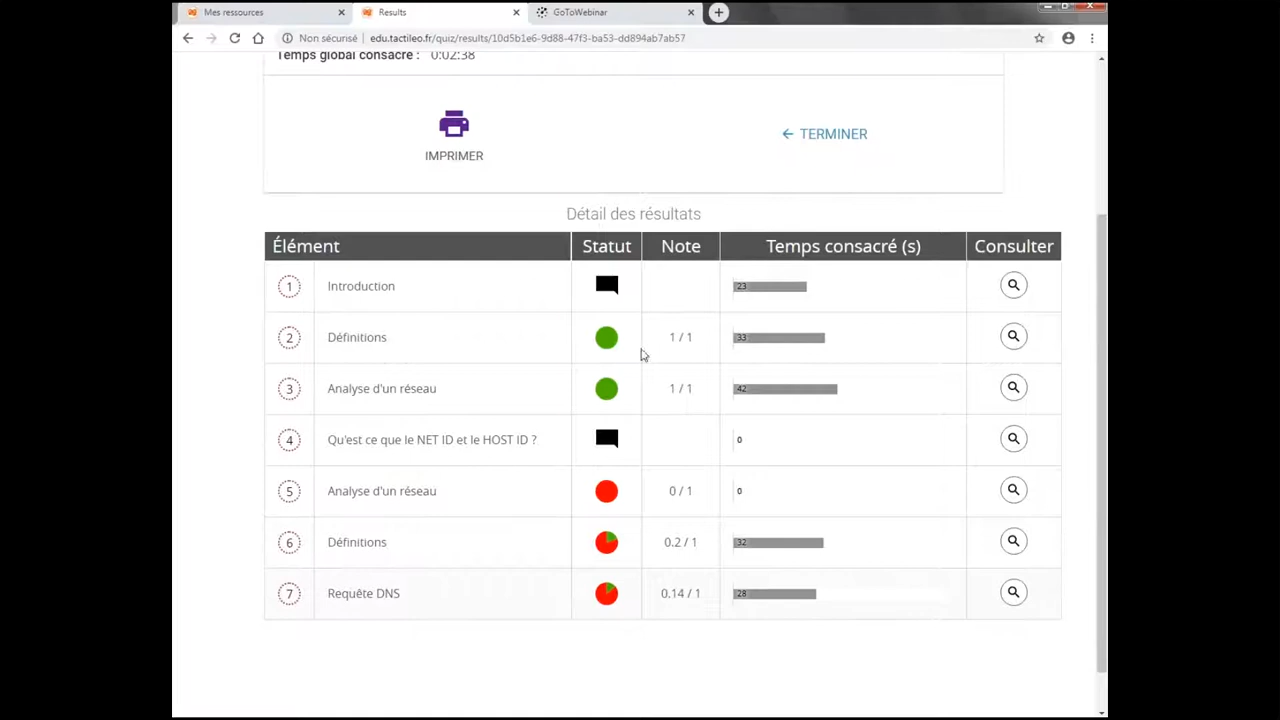 Mes ressources
Results
GoToWebinar
Non sécurisé | edu.tactileo.fr/quiz/results/10d5b1e6-9d88-47f3-ba53-dd894ab7ab57
Temps global consacré : 0:02:38
IMPRIMER
← TERMINER
Détail des résultats
Élément Statut Note Temps consacré (s) Consulter
1 Introduction 23
2 Définitions 1 / 1 33
3 Analyse d'un réseau 1 / 1 42
4 Qu'est ce que le NET ID et le HOST ID ? 0
5 Analyse d'un réseau 0 / 1 0
6 Définitions 0.2 / 1 32
7 Requête DNS 0.14 / 1 28